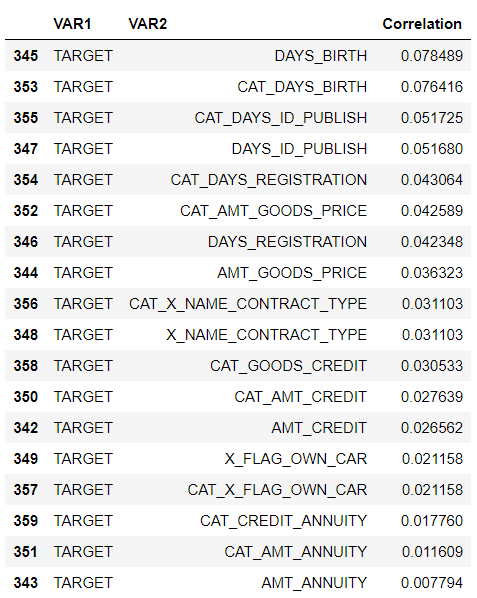 VAR1 VAR2 Correlation
345 TARGET DAYS_BIRTH 0.078489
353 TARGET CAT_DAYS_BIRTH 0.076416
355 TARGET CAT_DAYS_ID_PUBLISH 0.051725
347 TARGET DAYS_ID_PUBLISH 0.051680
354 TARGET CAT_DAYS_REGISTRATION 0.043064
352 TARGET CAT_AMT_GOODS_PRICE 0.042589
346 TARGET DAYS_REGISTRATION 0.042348
344 TARGET AMT_GOODS_PRICE 0.036323
356 TARGET CAT_X_NAME_CONTRACT_TYPE 0.031103
348 TARGET X_NAME_CONTRACT_TYPE 0.031103
358 TARGET CAT_GOODS_CREDIT 0.030533
350 TARGET CAT_AMT_CREDIT 0.027639
342 TARGET AMT_CREDIT 0.026562
349 TARGET X_FLAG_OWN_CAR 0.021158
357 TARGET CAT_X_FLAG_OWN_CAR 0.021158
359 TARGET CAT_CREDIT_ANNUITY 0.017760
351 TARGET CAT_AMT_ANNUITY 0.011609
343 TARGET AMT_ANNUITY 0.007794